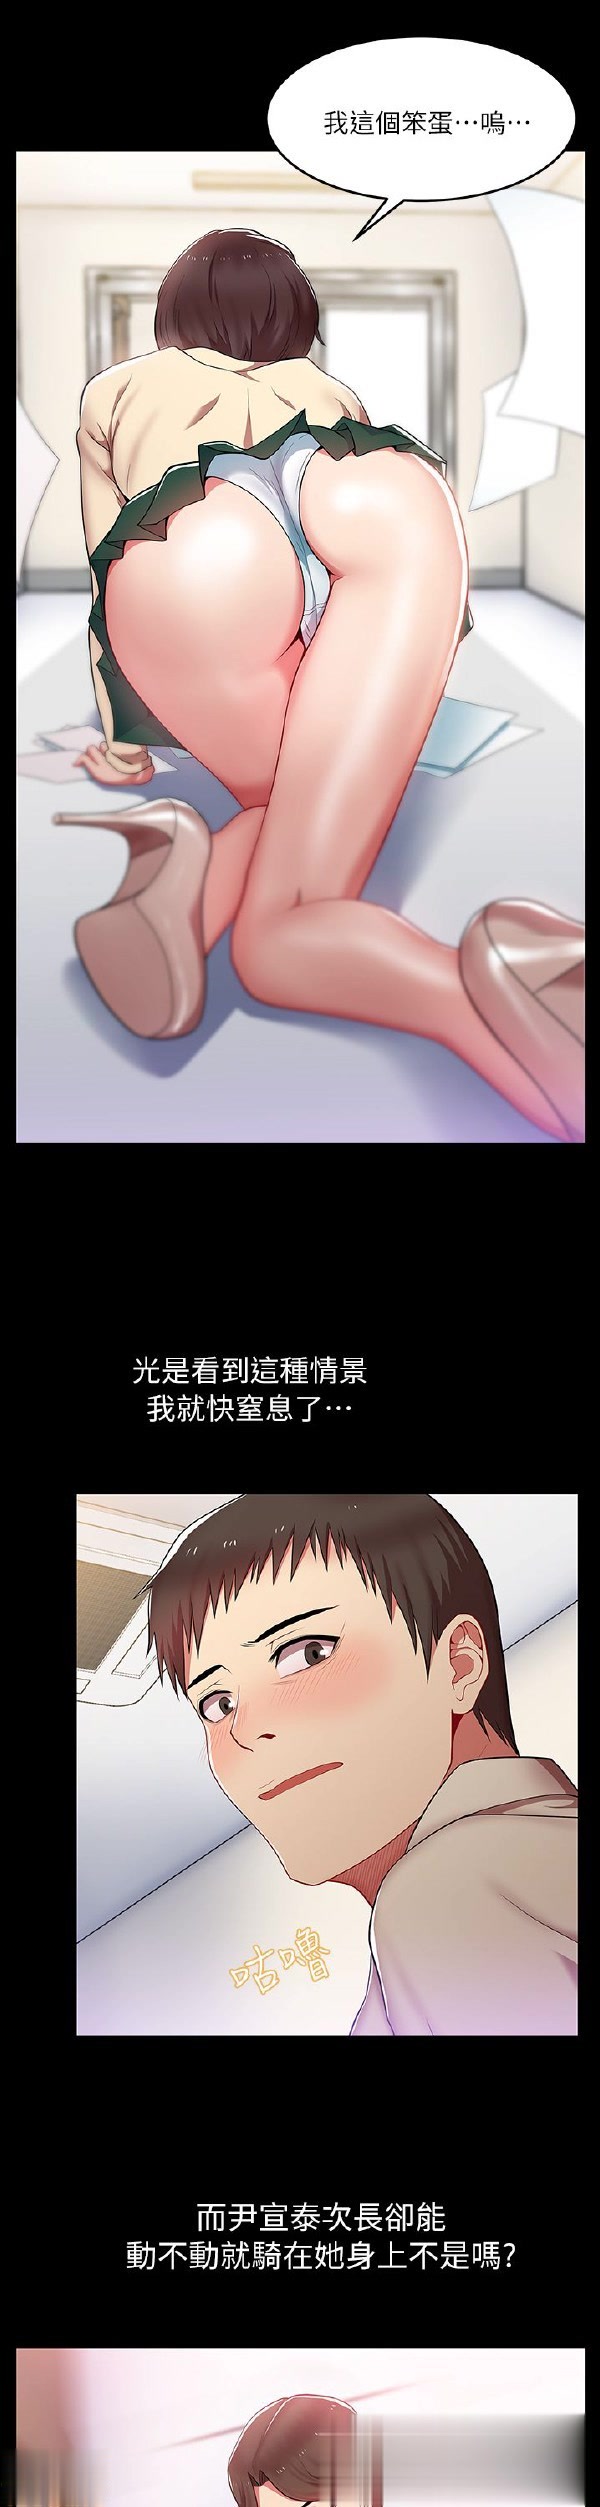 我這個笨蛋⋯嗚⋯
光是看到這種情景
我就快窒息了⋯
咕嚕
而尹宣泰次長卻能
動不動就騎在她身上不是嗎?